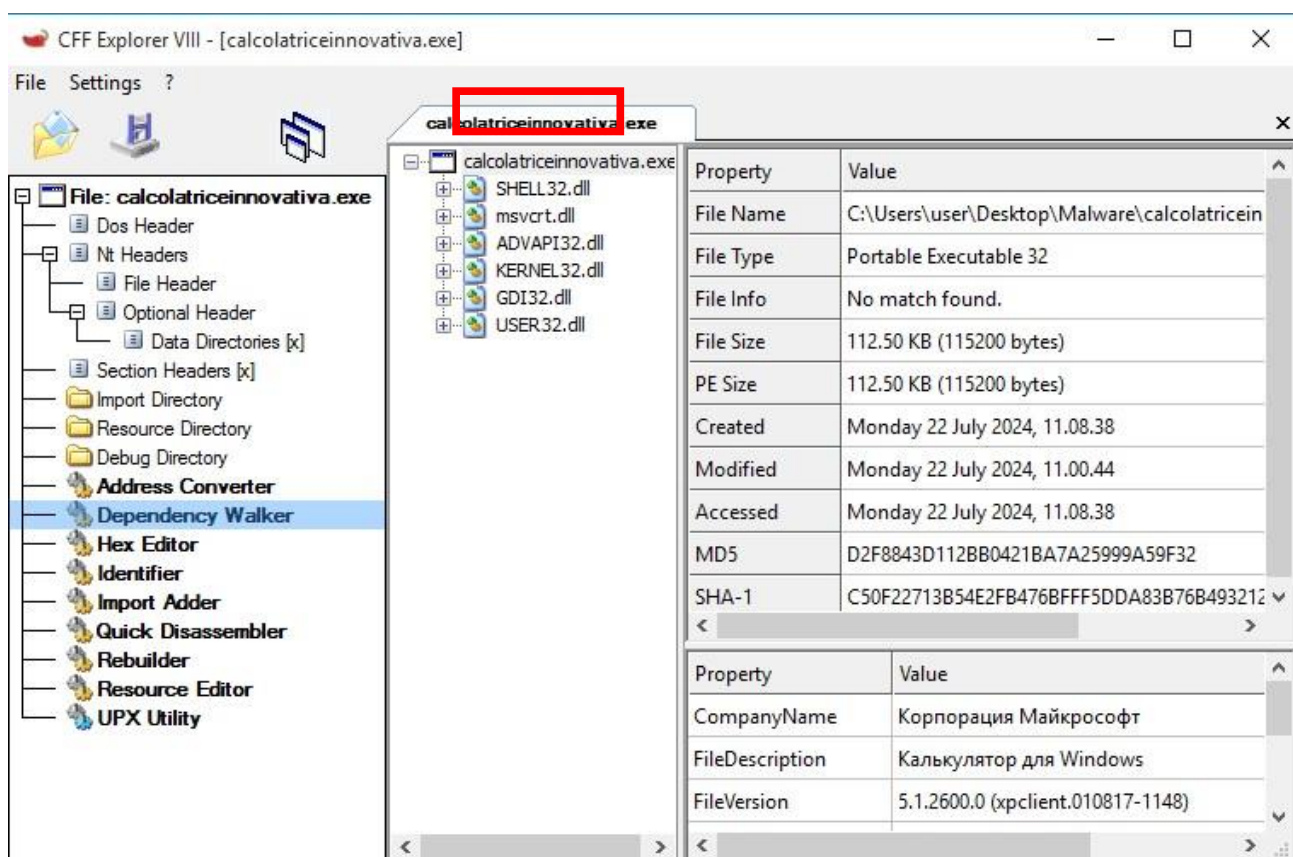 CFF Explorer VIII - [calcolatriceinnovativa.exe]
File Settings ?
calcolatriceinnovativa.exe
File: calcolatriceinnovativa.exe
Dos Header
Nt Headers
File Header
Optional Header
Data Directories [x]
Section Headers [x]
Import Directory
Resource Directory
Debug Directory
Address Converter
Dependency Walker
Hex Editor
Identifier
Import Adder
Quick Disassembler
Rebuilder
Resource Editor
UPX Utility
calcolatriceinnovativa.exe
SHELL32.dll
msvcrt.dll
ADVAPI32.dll
KERNEL32.dll
GDI32.dll
USER32.dll
Property Value
File Name C:\Users\user\Desktop\Malware\calcolatricein
File Type Portable Executable 32
File Info No match found.
File Size 112.50 KB (115200 bytes)
PE Size 112.50 KB (115200 bytes)
Created Monday 22 July 2024, 11.08.38
Modified Monday 22 July 2024, 11.00.44
Accessed Monday 22 July 2024, 11.08.38
MD5 D2F8843D112BB0421BA7A25999A59F32
SHA-1 C50F22713B54E2FB476BFFF5DDA83B76B493212
Property Value
CompanyName Корпорация Майкрософт
FileDescription Калькулятор для Windows
FileVersion 5.1.2600.0 (xpclient.010817-1148)